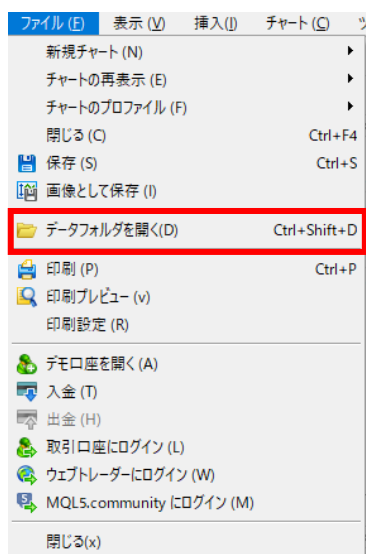 ファイル (F) 表示 (V) 挿入(I) チャート (C) ツ
新規チャート (N)
チャートの再表示 (E)
チャートのプロファイル (F)
閉じる (C) Ctrl+F4
保存 (S) Ctrl+S
画像として保存 (I)
データフォルダを開く(D) Ctrl+Shift+D
印刷 (P) Ctrl+P
印刷プレビュー (v)
印刷設定 (R)
デモ口座を開く (A)
入金 (T)
出金 (H)
取引口座にログイン (L)
ウェブトレーダーにログイン (W)
MQL5.community にログイン (M)
閉じる(x)